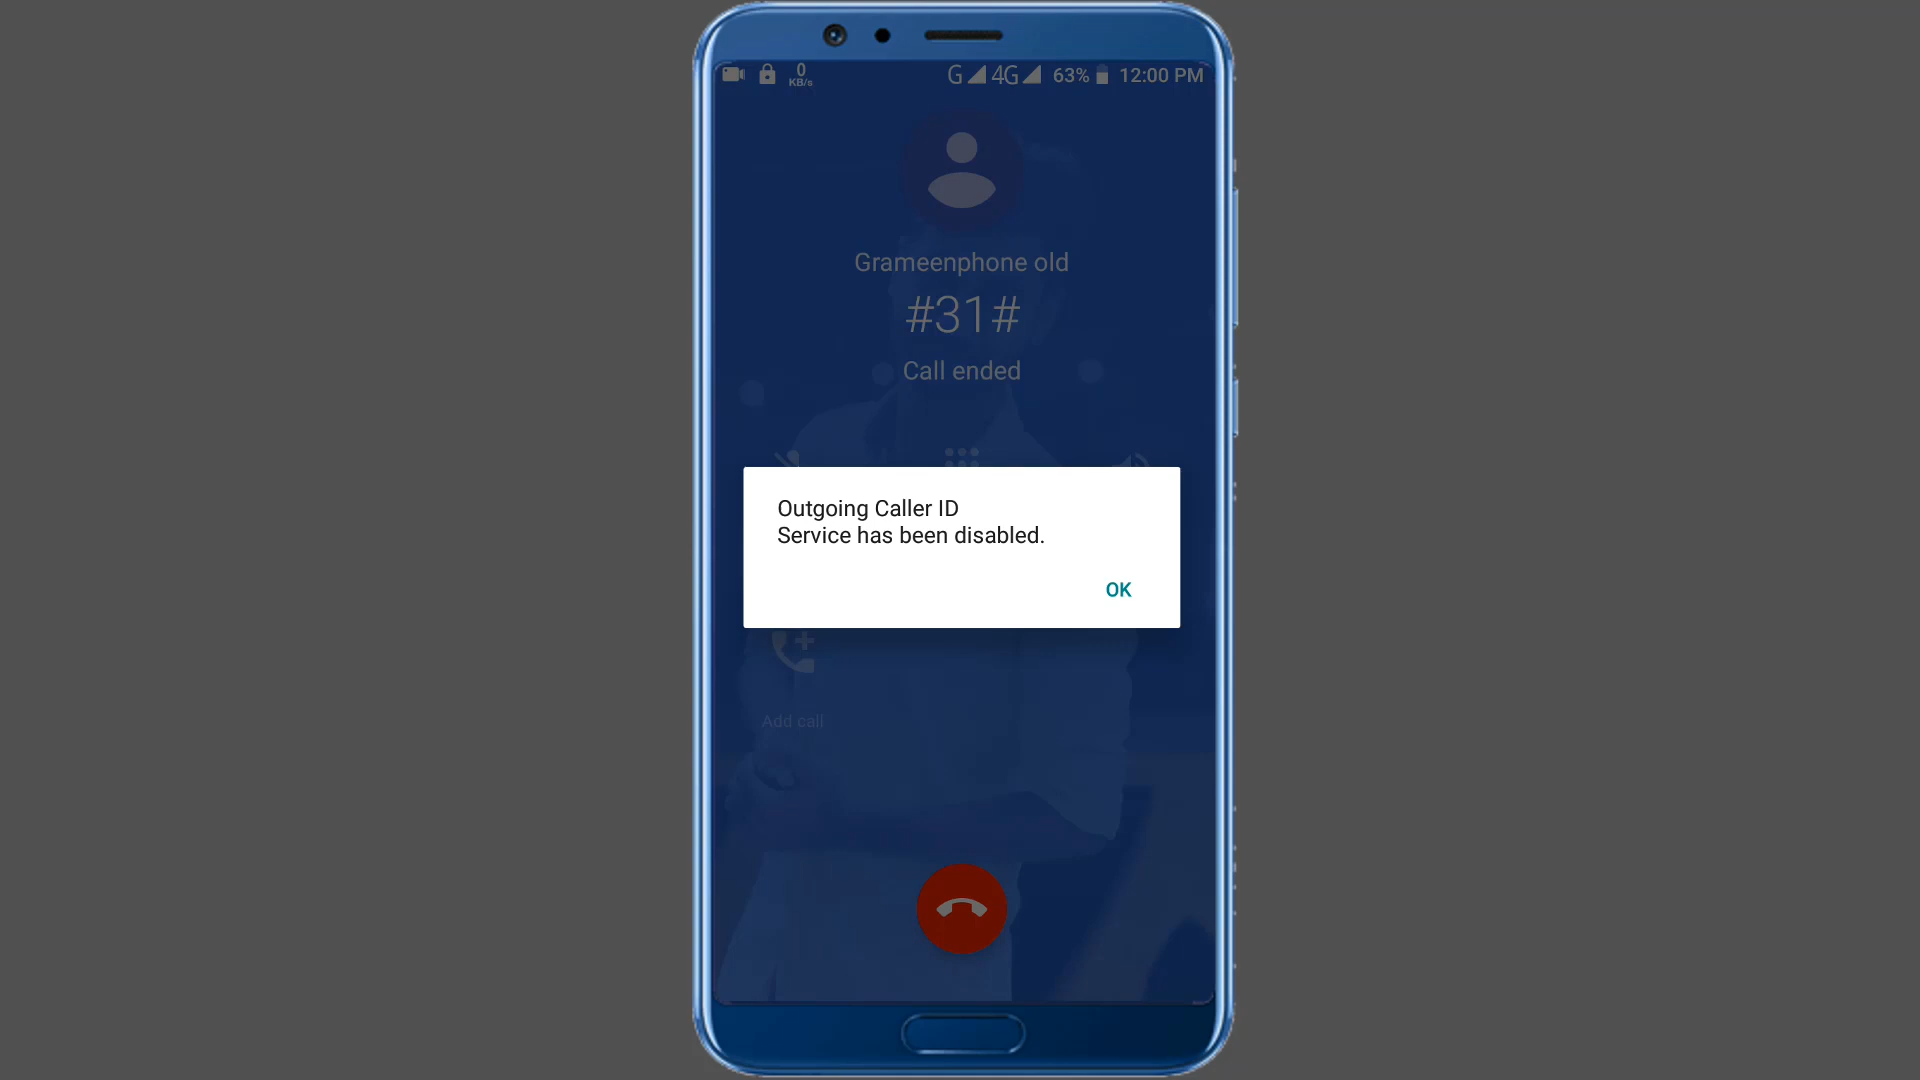 0
KB/s
G 4G 63% 12:00 PM
Grameenphone old
#31#
Call ended
Outgoing Caller ID
Service has been disabled.
OK
Add call